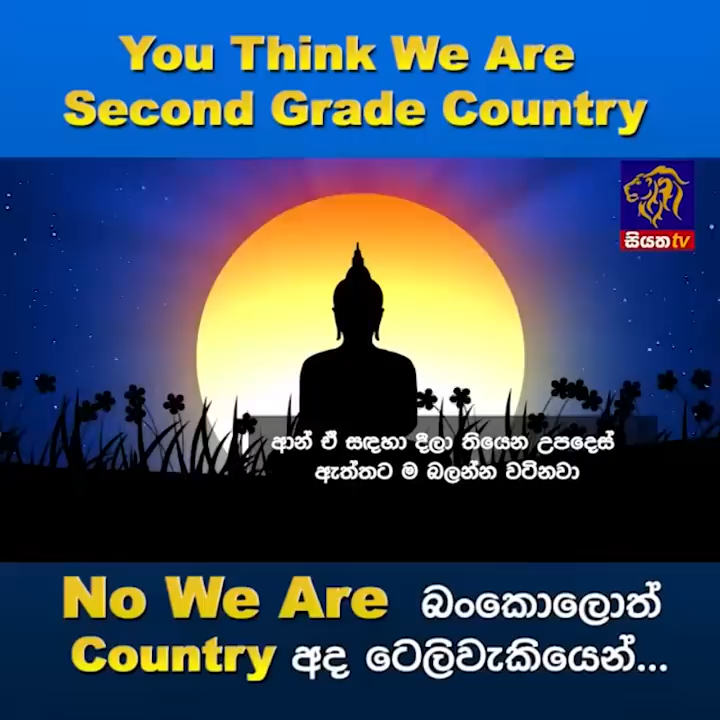 You Think We Are
Second Grade Country
සියත tv
ආන් ඒ සඳහා දීලා තියෙන උපදෙස්
ඇත්තට ම බලන්න වටිනවා
No We Are බංකොලොත්
Country අද ටෙලිවැකියෙන්...